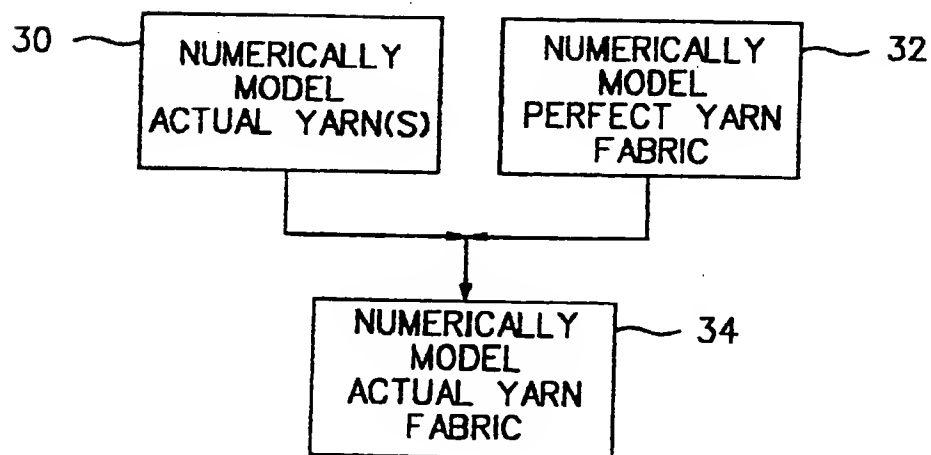 30
NUMERICALLY
MODEL
ACTUAL YARN(S)
NUMERICALLY
MODEL
PERFECT YARN
FABRIC
32
NUMERICALLY
MODEL
ACTUAL YARN
FABRIC
34